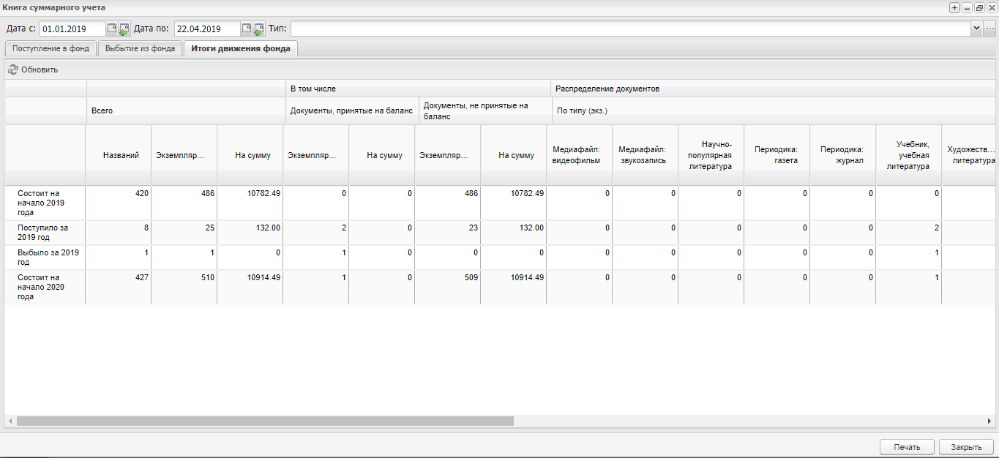 Книга суммарного учета
Дата с: 01.01.2019 Дата по: 22.04.2019 Тип:
Поступление в фонд Выбытие из фонда Итоги движения фонда
Обновить
В том числе Распределение документов
Всего Документы, принятые на баланс Документы, не принятые на
баланс
По типу (экз.)
Названий Экземпляр... На сумму Экземпляр... На сумму Экземпляр... На сумму
Медиафайл:
видеофильм
Медиафайл:
звукозапись
Научно-
популярная
литература
Периодика:
газета
Периодика:
журнал
Учебник,
учебная
литература
Художеств...
литература
Состоит на 420 486 10782.49 0 0 486 10782.49 0 0 0 0 0 0
начало 2019
года
Поступило за 8 25 132.00 2 0 23 132.00 0 0 0 0 0 2
2019 год
Выбыло за 2019 1 1 0 1 0 0 0 0 0 0 0 0 1
год
Состоит на 427 510 10914.49 1 0 509 10914.49 0 0 0 0 0 1
начало 2020
года
Печать Закрыть